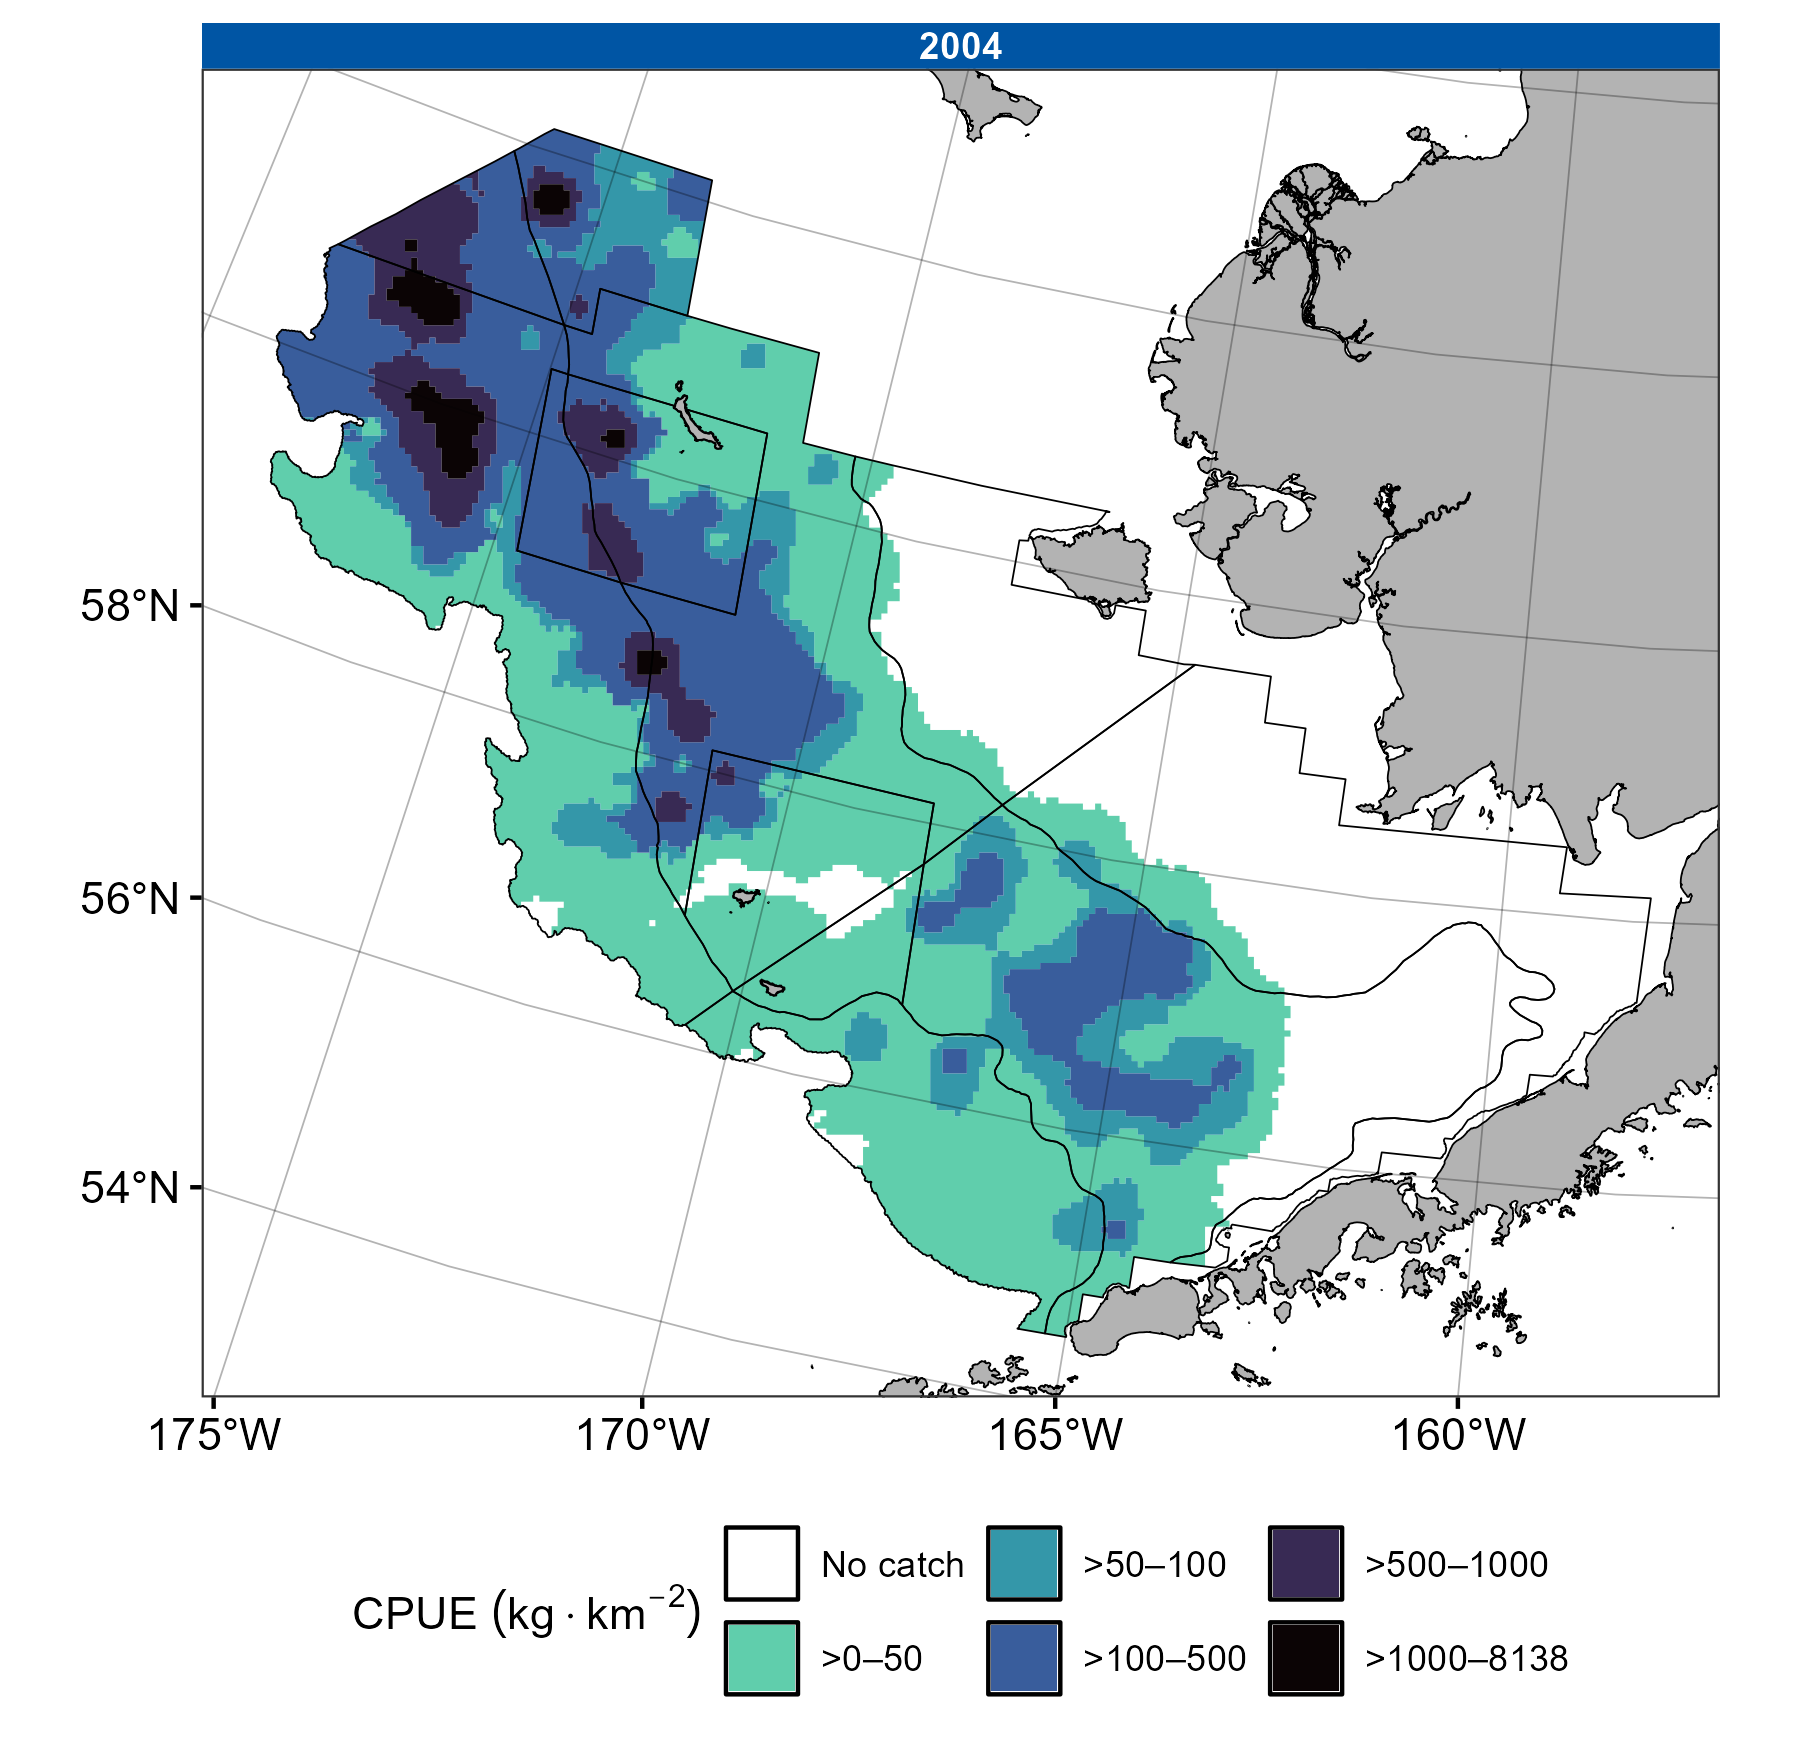 2004
58°N
56°N
54°N
175°W 170°W 165°W 160°W
CPUE (kg · km⁻²)
No catch >50–100 >500–1000
>0–50 >100–500 >1000–8138